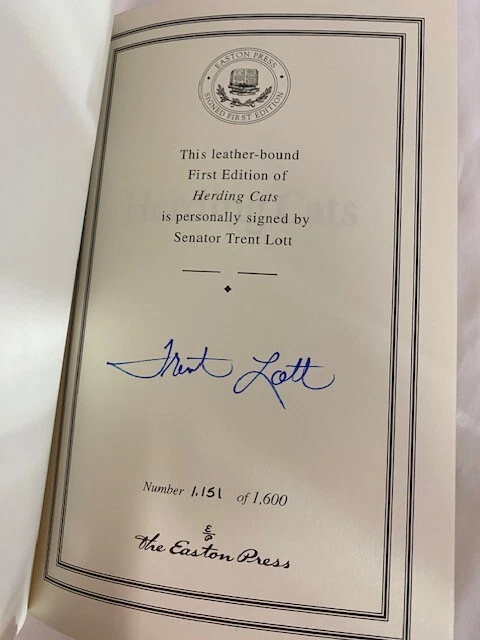 EASTON PRESS
SIGNED FIRST EDITION
This leather-bound
First Edition of
Herding Cats
is personally signed by
Senator Trent Lott
Trent Lott
Number 1,151 of 1,600
The Easton Press